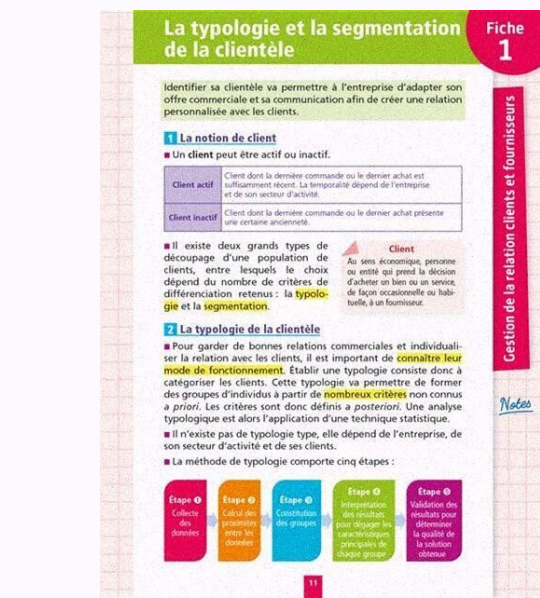 La typologie et la segmentation
de la clientèle
Fiche
1
Identifier sa clientèle va permettre à l'entreprise d'adapter son
offre commerciale et sa communication afin de créer une relation
personnalisée avec les clients.
1 La notion de client
■ Un client peut être actif ou inactif.
Client actif
Client dont la dernière commande ou le dernier achat est
suffisamment récent. La temporalité dépend de l'entreprise
et de son secteur d'activité.
Client inactif
Client dont la dernière commande ou le dernier achat présente
une certaine ancienneté.
■ Il existe deux grands types de
découpage d'une population de
clients, entre lesquels le choix
dépend du nombre de critères de
différenciation retenus : la typolo-
gie et la segmentation.
Client
Au sens économique, personne
ou entité qui prend la décision
d'acheter un bien ou un service,
de façon occasionnelle ou habi-
tuelle, à un fournisseur.
2 La typologie de la clientèle
■ Pour garder de bonnes relations commerciales et individuali-
ser la relation avec les clients, il est important de connaître leur
mode de fonctionnement. Établir une typologie consiste donc à
catégoriser les clients. Cette typologie va permettre de former
des groupes d'individus à partir de nombreux critères non connus
a priori. Les critères sont donc définis a posteriori. Une analyse
typologique est alors l'application d'une technique statistique.
■ Il n'existe pas de typologie type, elle dépend de l'entreprise, de
son secteur d'activité et de ses clients.
■ La méthode de typologie comporte cinq étapes :
Étape 1
Collecte
des
données
Étape 2
Calcul des
proximités
entre les
données
Étape 3
Constitution
des groupes
Étape 4
Interprétation
des résultats
pour dégager les
caractéristiques
principales de
chaque groupe
Étape 5
Validation des
résultats pour
déterminer
la qualité de
la solution
obtenue
11
Gestion de la relation clients et fournisseurs
Notes